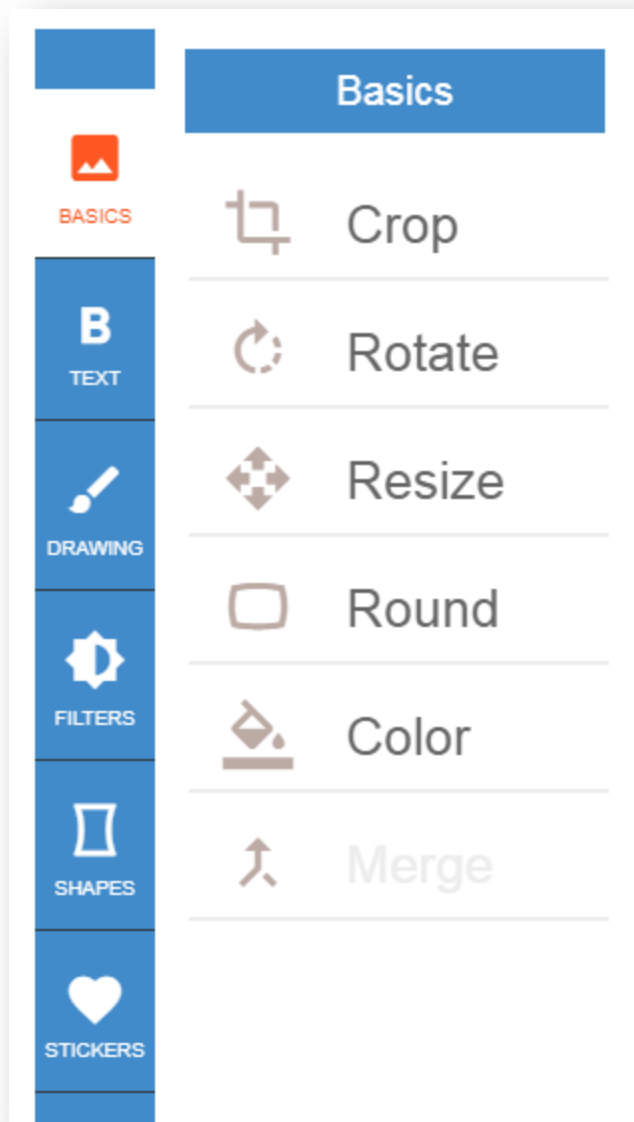 BASICS
TEXT
DRAWING
FILTERS
SHAPES
STICKERS
Basics
Crop
Rotate
Resize
Round
Color
Merge